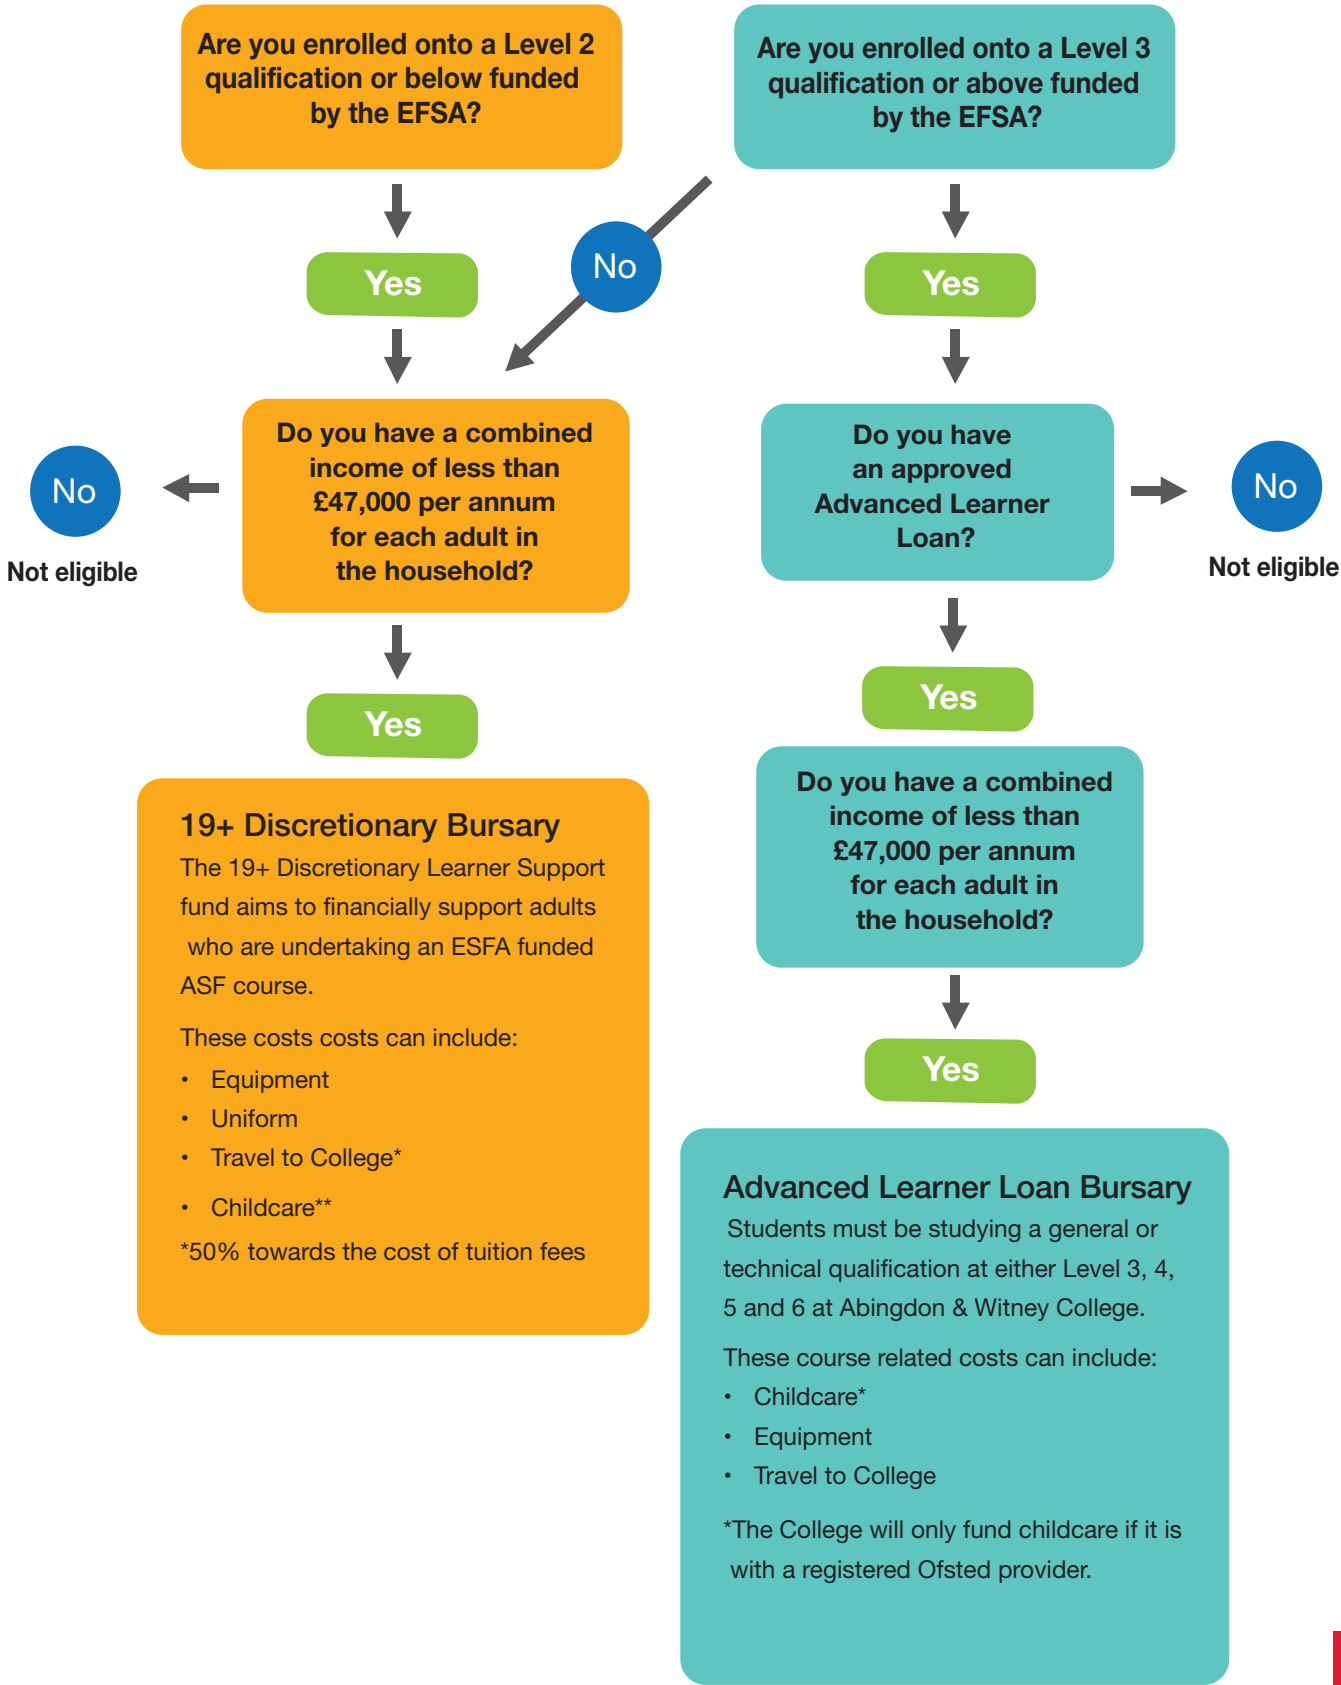 Are you enrolled onto a Level 2
qualification or below funded
by the EFSA?
Are you enrolled onto a Level 3
qualification or above funded
by the EFSA?
Yes
No
Yes
Do you have a combined
income of less than
£47,000 per annum
for each adult in
the household?
No
Not eligible
Do you have
an approved
Advanced Learner
Loan?
No
Not eligible
Yes
Yes
Do you have a combined
income of less than
£47,000 per annum
for each adult in
the household?
Yes
19+ Discretionary Bursary
The 19+ Discretionary Learner Support
fund aims to financially support adults
who are undertaking an ESFA funded
ASF course.
These costs costs can include:
• Equipment
• Uniform
• Travel to College*
• Childcare**
*50% towards the cost of tuition fees
Advanced Learner Loan Bursary
Students must be studying a general or
technical qualification at either Level 3, 4,
5 and 6 at Abingdon & Witney College.
These course related costs can include:
• Childcare*
• Equipment
• Travel to College
*The College will only fund childcare if it is
with a registered Ofsted provider.